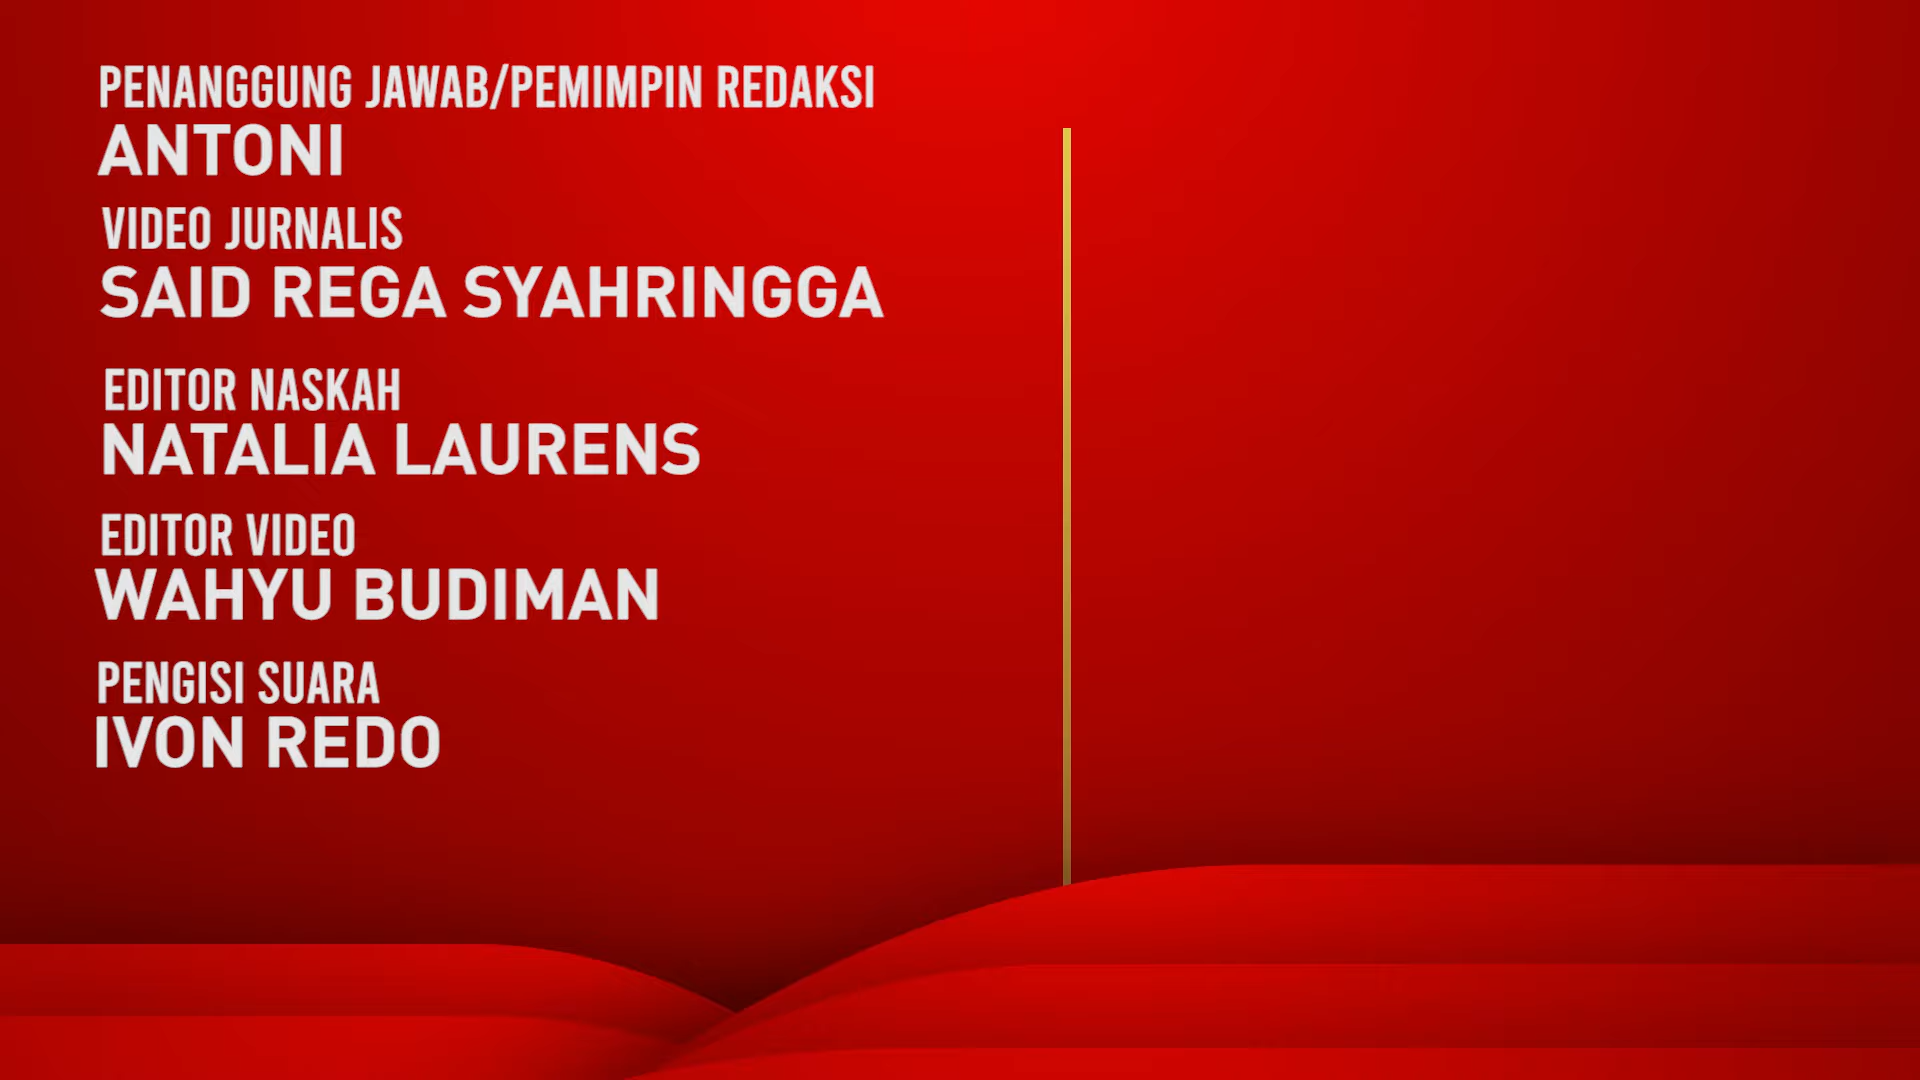 PENANGGUNG JAWAB/PEMIMPIN REDAKSI
ANTONI
VIDEO JURNALIS
SAID REGA SYAHRINGGA
EDITOR NASKAH
NATALIA LAURENS
EDITOR VIDEO
WAHYU BUDIMAN
PENGISI SUARA
IVON REDO